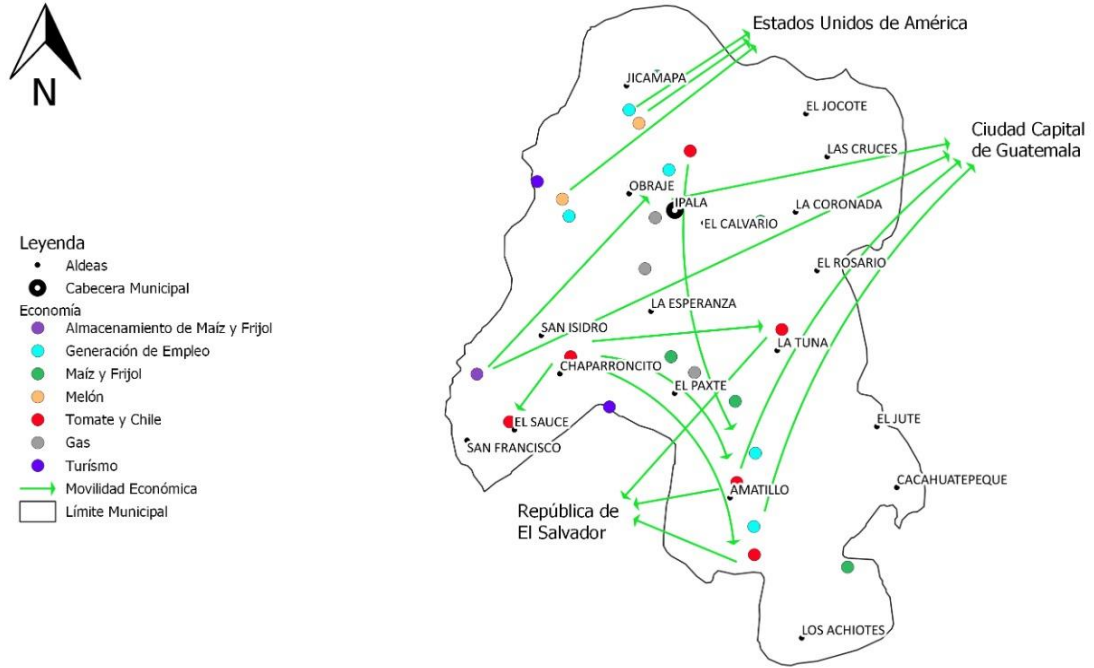 N
Estados Unidos de América
JICAMAPA
EL JOCOTE
Ciudad Capital
de Guatemala
LAS CRUCES
OBRAJE
IPALA
LA CORONADA
EL CALVARIO
EL ROSARIO
LA ESPERANZA
SAN ISIDRO
LA TUNA
CHAPARRONCITO
EL PAXTE
EL SAUCE
EL JUTE
SAN FRANCISCO
CACAHUATEPEQUE
AMATILLO
República de
El Salvador
LOS ACHIOTES
Leyenda
Aldeas
Cabecera Municipal
Economía
Almacenamiento de Maíz y Frijol
Generación de Empleo
Maíz y Frijol
Melón
Tomate y Chile
Gas
Turísmo
Movilidad Económica
Límite Municipal